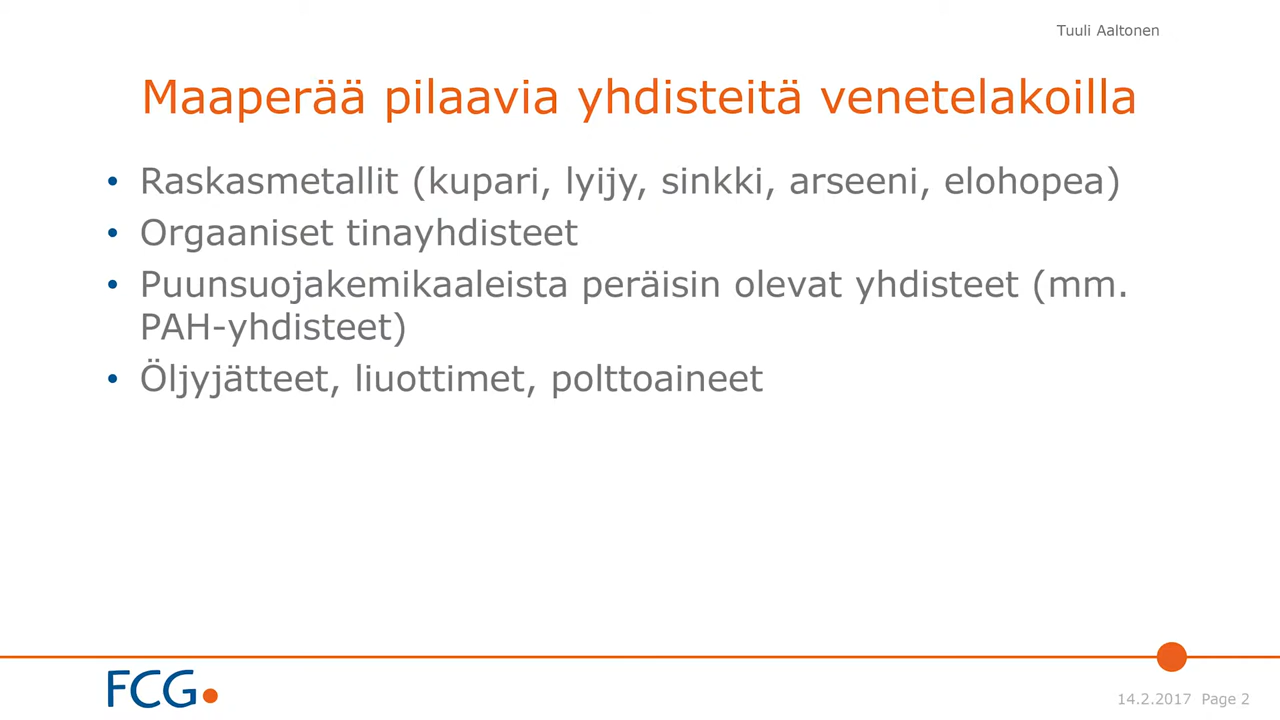 Tuuli Aaltonen
Maaperää pilaavia yhdisteitä venetelakoilla
• Raskasmetallit (kupari, lyijy, sinkki, arseeni, elohopea)
• Orgaaniset tinayhdisteet
• Puunsuojakemikaaleista peräisin olevat yhdisteet (mm.
PAH-yhdisteet)
• Öljyjätteet, liuottimet, polttoaineet
FCG
14.2.2017 Page 2